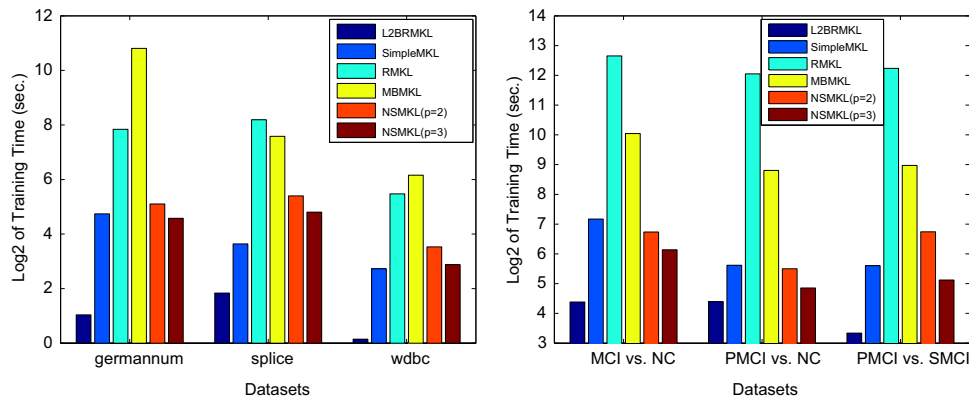 12
10
8
6
4
2
0
Log2 of Training Time (sec.)
L2BRMKL
SimpleMKL
RMKL
MBMKL
NSMKL(p=2)
NSMKL(p=3)
germannum
splice
wdbc
Datasets
14
13
12
11
10
9
8
7
6
5
4
3
Log2 of Training Time (sec.)
L2BRMKL
SimpleMKL
RMKL
MBMKL
NSMKL(p=2)
NSMKL(p=3)
MCI vs. NC
PMCI vs. NC
PMCI vs. SMCI
Datasets